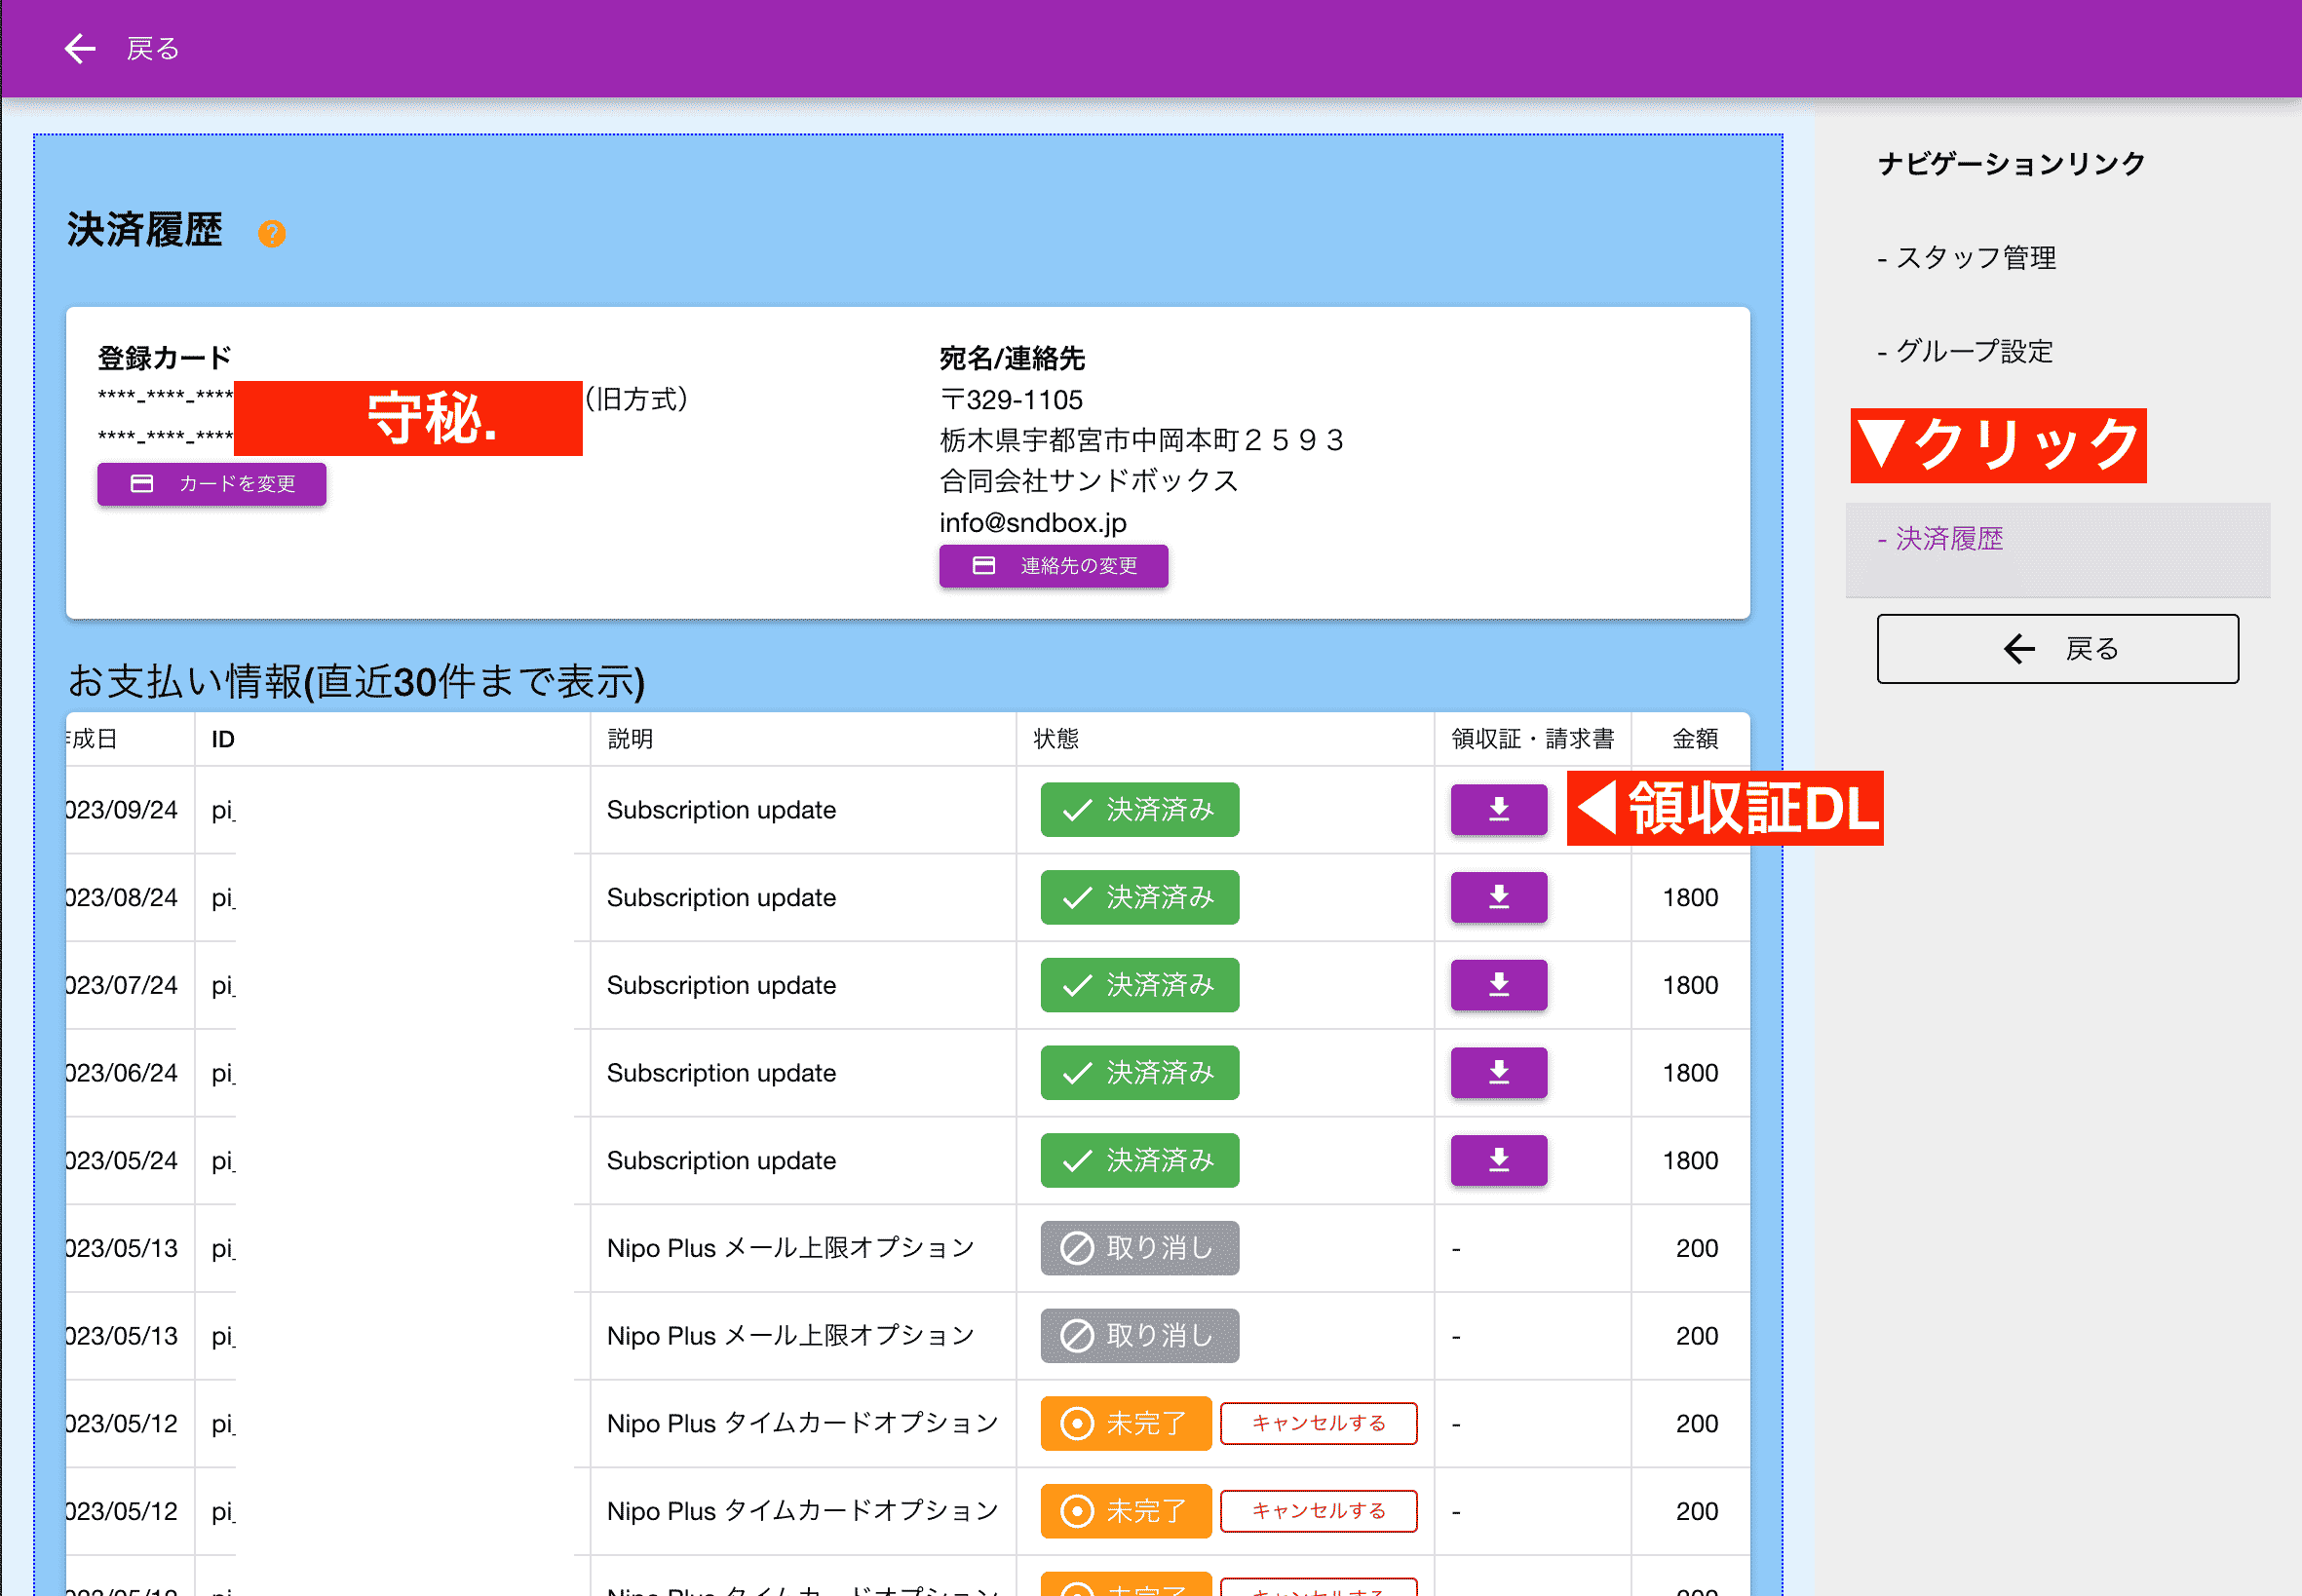 戻る
決済履歴
?
登録カード
****-****-**** 守秘. (旧方式)
****-****-****
カードを変更
宛名/連絡先
〒329-1105
栃木県宇都宮市中岡本町2593
合同会社サンドボックス
info@sndbox.jp
連絡先の変更
ナビゲーションリンク
- スタッフ管理
- グループ設定
▼クリック
- 決済履歴
戻る
お支払い情報(直近30件まで表示)
成日 ID 説明 状態 領収証・請求書 金額
023/09/24 pi_ Subscription update 決済済み ◀領収証DL
023/08/24 pi_ Subscription update 決済済み 1800
023/07/24 pi_ Subscription update 決済済み 1800
023/06/24 pi_ Subscription update 決済済み 1800
023/05/24 pi_ Subscription update 決済済み 1800
023/05/13 pi_ Nipo Plus メール上限オプション 取り消し - 200
023/05/13 pi_ Nipo Plus メール上限オプション 取り消し - 200
023/05/12 pi_ Nipo Plus タイムカードオプション 未完了 キャンセルする - 200
023/05/12 pi_ Nipo Plus タイムカードオプション 未完了 キャンセルする - 200